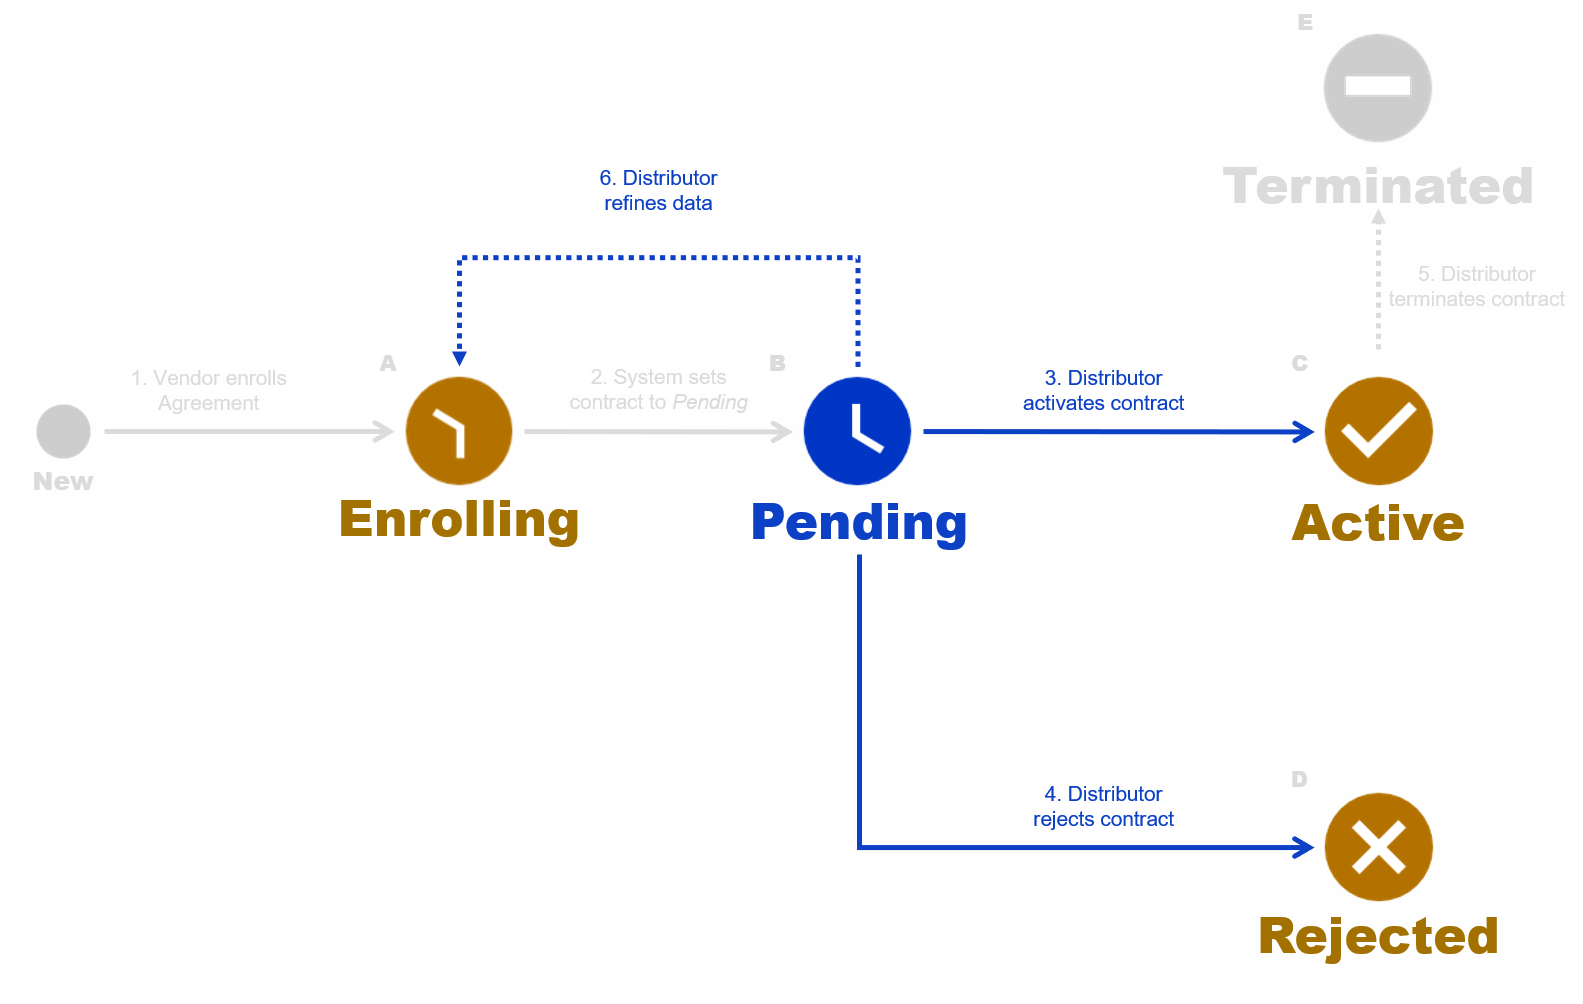 E
Terminated
6. Distributor
refines data
5. Distributor
terminates contract
A
B
C
1. Vendor enrolls
Agreement
2. System sets
contract to Pending
3. Distributor
activates contract
New
Enrolling
Pending
Active
D
4. Distributor
rejects contract
Rejected